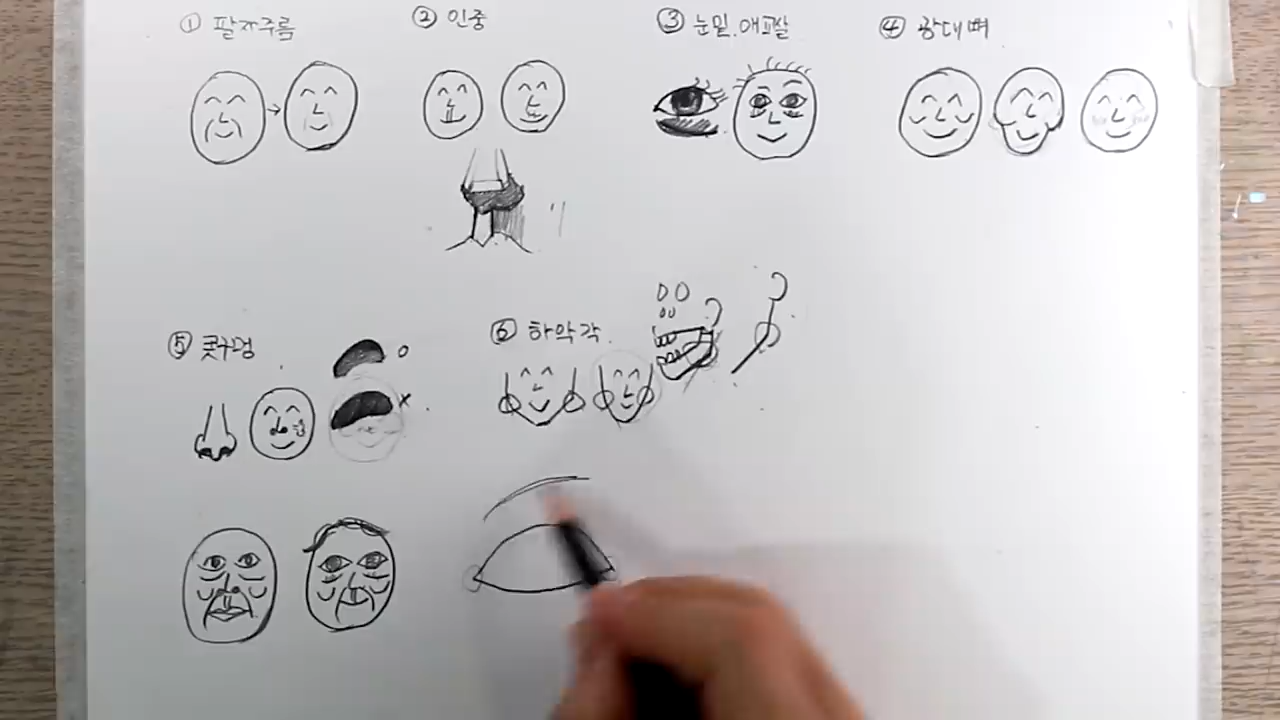 ① 팔자주름
② 인중
③ 눈밑.애교살
④ 광대뼈
⑤ 콧구멍
O
X
⑥ 하악각